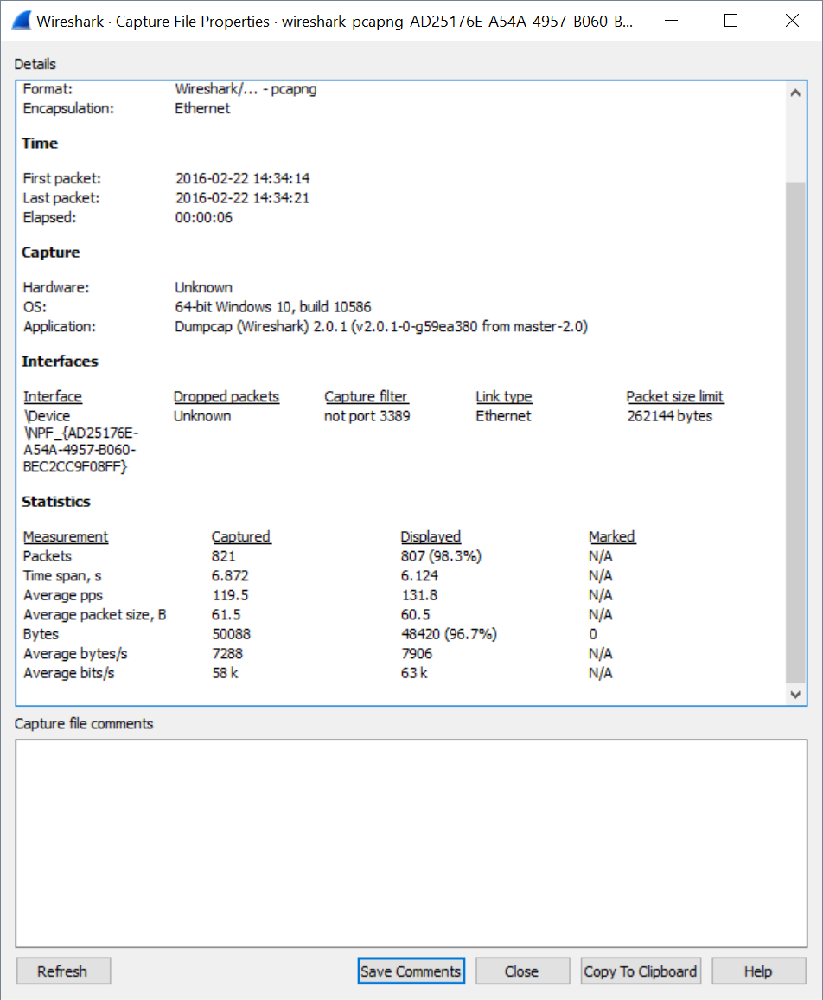 Wireshark · Capture File Properties · wireshark_pcapng_AD25176E-A54A-4957-B060-B...
Details
Format: Wireshark/... - pcapng
Encapsulation: Ethernet
Time
First packet: 2016-02-22 14:34:14
Last packet: 2016-02-22 14:34:21
Elapsed: 00:00:06
Capture
Hardware: Unknown
OS: 64-bit Windows 10, build 10586
Application: Dumpcap (Wireshark) 2.0.1 (v2.0.1-0-g59ea380 from master-2.0)
Interfaces
Interface Dropped packets Capture filter Link type Packet size limit
\Device Unknown not port 3389 Ethernet 262144 bytes
\NPF_{AD25176E-
A54A-4957-B060-
BEC2CC9F08FF}
Statistics
Measurement Captured Displayed Marked
Packets 821 807 (98.3%) N/A
Time span, s 6.872 6.124 N/A
Average pps 119.5 131.8 N/A
Average packet size, B 61.5 60.5 N/A
Bytes 50088 48420 (96.7%) 0
Average bytes/s 7288 7906 N/A
Average bits/s 58 k 63 k N/A
Capture file comments
Refresh Save Comments Close Copy To Clipboard Help